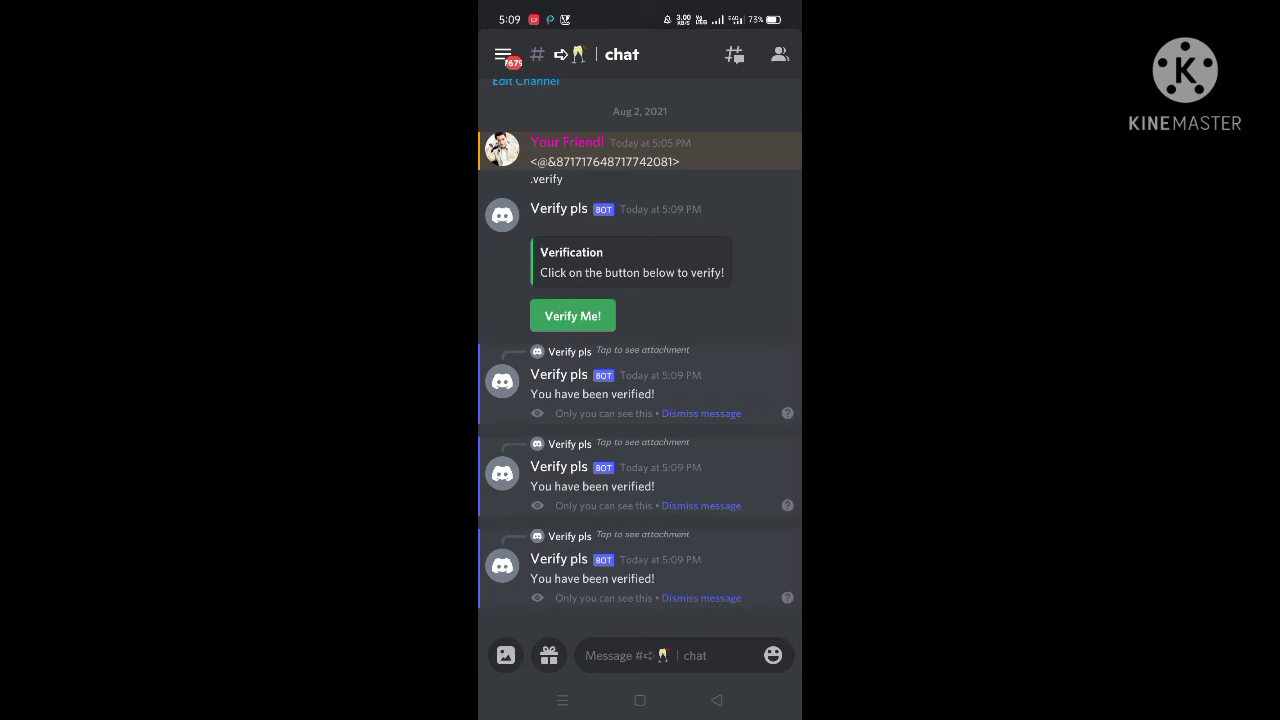 5:09 3.00 KB/S 73%
7675 # ➪🥂 | chat
KINEMASTER
Edit Channel
Aug 2, 2021
Your Friend! Today at 5:05 PM
<@&871717648717742081>
.verify
Verify pls BOT Today at 5:09 PM
Verification
Click on the button below to verify!
Verify Me!
Verify pls Tap to see attachment
Verify pls BOT Today at 5:09 PM
You have been verified!
Only you can see this • Dismiss message
Verify pls Tap to see attachment
Verify pls BOT Today at 5:09 PM
You have been verified!
Only you can see this • Dismiss message
Verify pls Tap to see attachment
Verify pls BOT Today at 5:09 PM
You have been verified!
Only you can see this • Dismiss message
Message #➪🥂 | chat